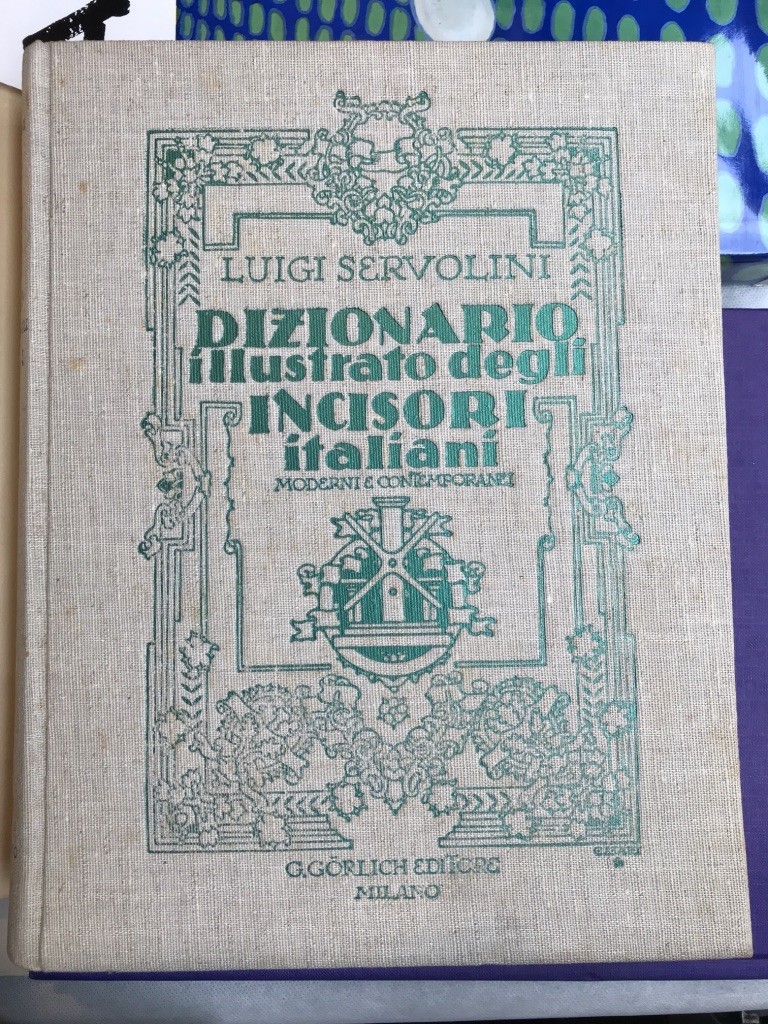 LUIGI SERVOLINI
DIZIONARIO
illustrato degli
INCISORI
italiani
MODERNI E CONTEMPORANEI
G. GÖRLICH EDITORE
MILANO